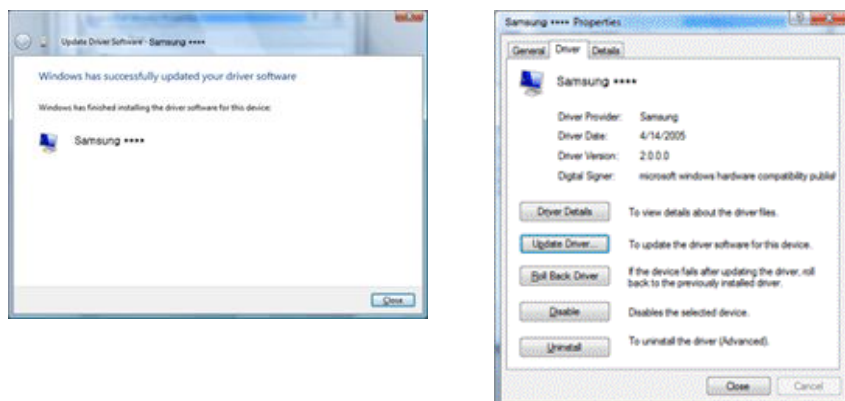 Update Driver Software - Samsung ****
Windows has successfully updated your driver software
Windows has finished installing the driver software for this device:
Samsung ****
Close
Samsung **** Properties
General Driver Details
Samsung ****
Driver Provider: Samsung
Driver Date: 4/14/2005
Driver Version: 2.0.0.0
Digital Signer: microsoft windows hardware compatibility publis
Driver Details To view details about the driver files.
Update Driver... To update the driver software for this device.
Roll Back Driver If the device fails after updating the driver, roll
back to the previously installed driver.
Disable Disables the selected device.
Uninstall To uninstall the driver (Advanced).
Close Cancel